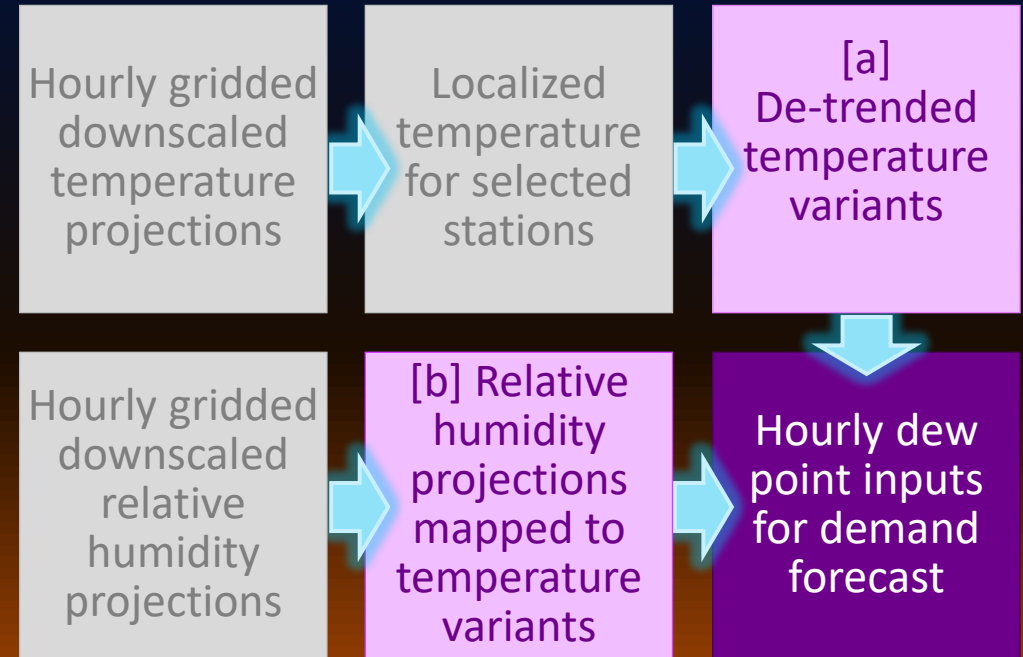 Hourly gridded
downscaled
temperature
projections
Localized
temperature
for selected
stations
[a]
De-trended
temperature
variants
Hourly gridded
downscaled
relative
humidity
projections
[b] Relative
humidity
projections
mapped to
temperature
variants
Hourly dew
point inputs
for demand
forecast